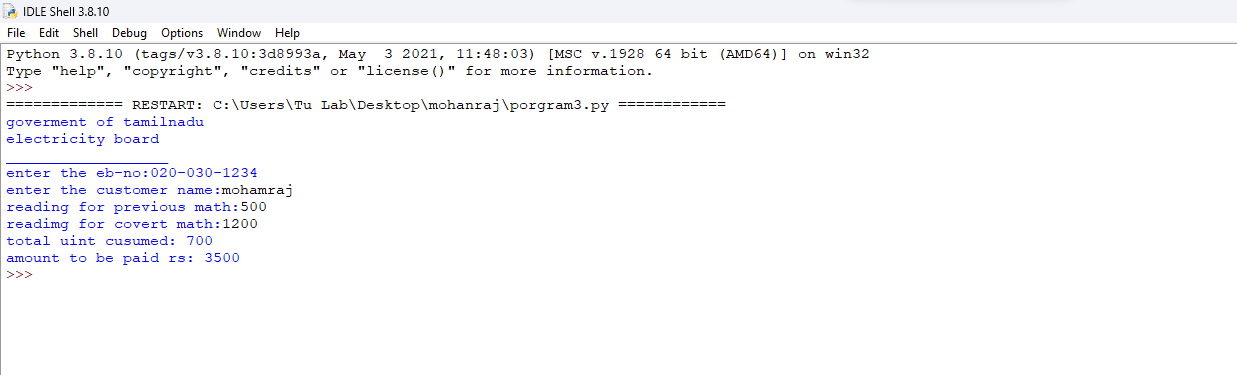 IDLE Shell 3.8.10
File Edit Shell Debug Options Window Help
Python 3.8.10 (tags/v3.8.10:3d8993a, May  3 2021, 11:48:03) [MSC v.1928 64 bit (AMD64)] on win32
Type "help", "copyright", "credits" or "license()" for more information.
>>>
============= RESTART: C:\Users\Tu Lab\Desktop\mohanraj\porgram3.py ============
goverment of tamilnadu
electricity board
__________________
enter the eb-no:020-030-1234
enter the customer name:mohamraj
reading for previous math:500
readimg for covert math:1200
total uint cusumed: 700
amount to be paid rs: 3500
>>>